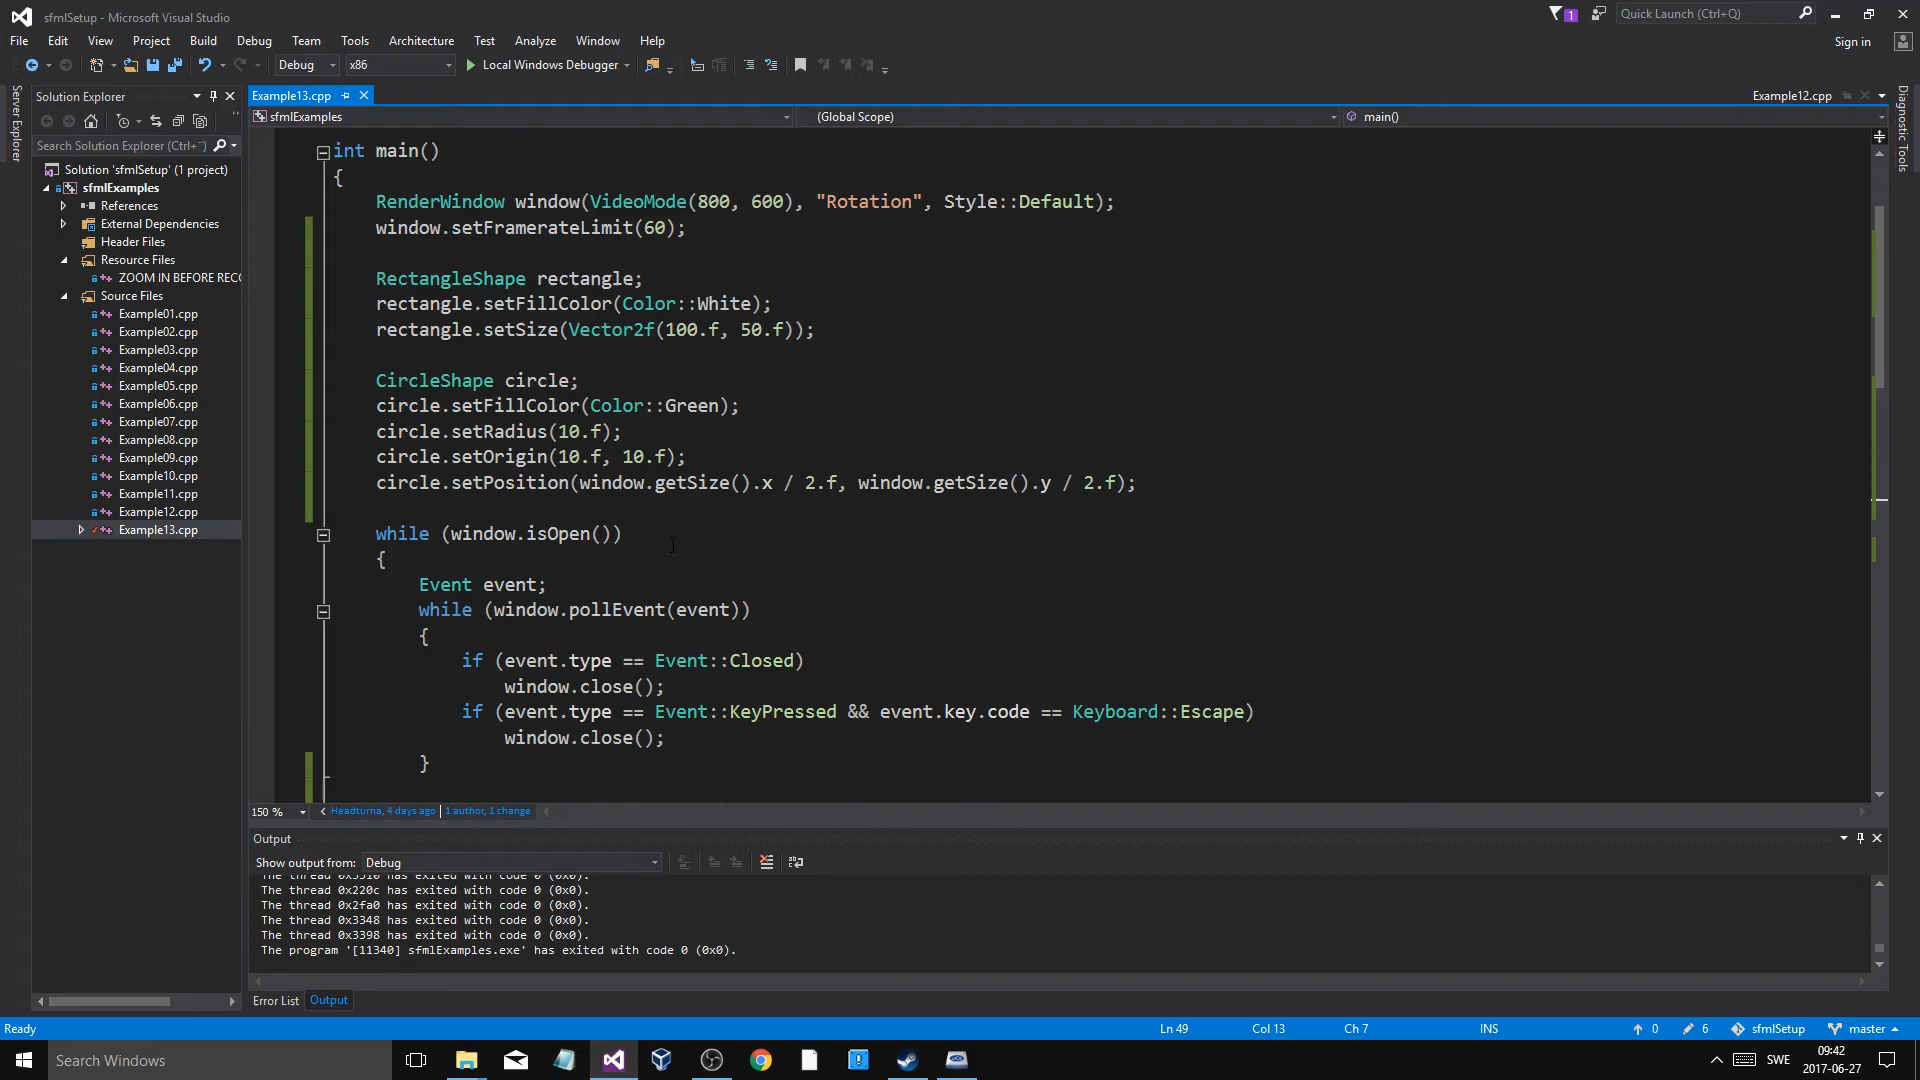 sfmlSetup - Microsoft Visual Studio
1
Quick Launch (Ctrl+Q)
File Edit View Project Build Debug Team Tools Architecture Test Analyze Window Help
Sign in
Debug x86 Local Windows Debugger
Server Explorer
Solution Explorer
Example13.cpp
Example12.cpp
sfmlExamples
(Global Scope)
main()
Diagnostic Tools
Search Solution Explorer (Ctrl+¨)
Solution 'sfmlSetup' (1 project)
sfmlExamples
References
External Dependencies
Header Files
Resource Files
ZOOM IN BEFORE REC
Source Files
Example01.cpp
Example02.cpp
Example03.cpp
Example04.cpp
Example05.cpp
Example06.cpp
Example07.cpp
Example08.cpp
Example09.cpp
Example10.cpp
Example11.cpp
Example12.cpp
Example13.cpp
int main()
{
RenderWindow window(VideoMode(800, 600), "Rotation", Style::Default);
window.setFramerateLimit(60);
RectangleShape rectangle;
rectangle.setFillColor(Color::White);
rectangle.setSize(Vector2f(100.f, 50.f));
CircleShape circle;
circle.setFillColor(Color::Green);
circle.setRadius(10.f);
circle.setOrigin(10.f, 10.f);
circle.setPosition(window.getSize().x / 2.f, window.getSize().y / 2.f);
while (window.isOpen())
{
Event event;
while (window.pollEvent(event))
{
if (event.type == Event::Closed)
window.close();
if (event.type == Event::KeyPressed && event.key.code == Keyboard::Escape)
window.close();
}
150 %
Headturna, 4 days ago | 1 author, 1 change
Output
Show output from: Debug
has exited with code 0 (0x0).
The thread 0x220c has exited with code 0 (0x0).
The thread 0x2fa0 has exited with code 0 (0x0).
The thread 0x3348 has exited with code 0 (0x0).
The thread 0x3398 has exited with code 0 (0x0).
The program '[11340] sfmlExamples.exe' has exited with code 0 (0x0).
Error List Output
Ready
Ln 49 Col 13 Ch 7 INS
0 6 sfmlSetup master
Search Windows
SWE
09:42
2017-06-27